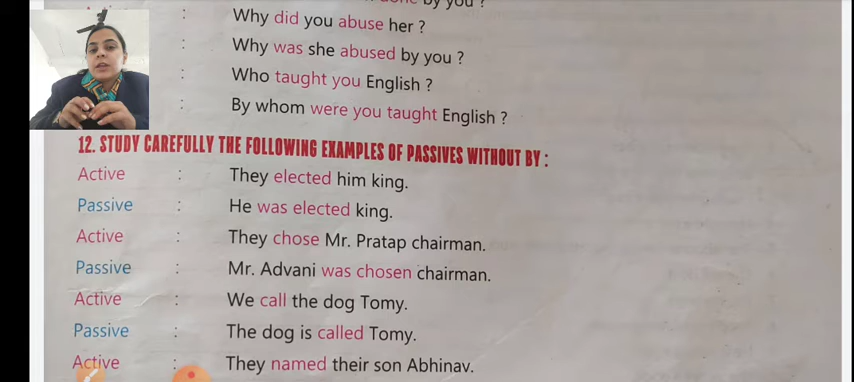 done by you ?
: Why did you abuse her ?
: Why was she abused by you ?
: Who taught you English ?
: By whom were you taught English ?
12. STUDY CAREFULLY THE FOLLOWING EXAMPLES OF PASSIVES WITHOUT BY :
Active : They elected him king.
Passive : He was elected king.
Active : They chose Mr. Pratap chairman.
Passive : Mr. Advani was chosen chairman.
Active : We call the dog Tomy.
Passive : The dog is called Tomy.
Active : They named their son Abhinav.